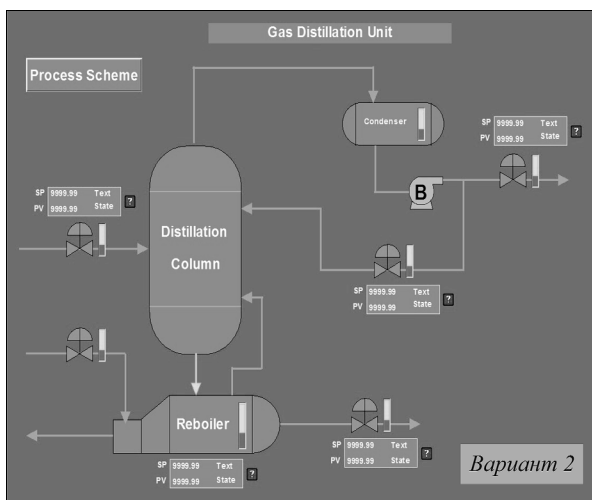 Gas Distillation Unit
Process Scheme
Condenser
SP 9999.99 Text
PV 9999.99 State
?
B
SP 9999.99 Text
PV 9999.99 State
?
Distillation
Column
SP 9999.99 Text
PV 9999.99 State
?
Reboiler
SP 9999.99 Text
PV 9999.99 State
?
SP 9999.99 Text
PV 9999.99 State
?
Вариант 2